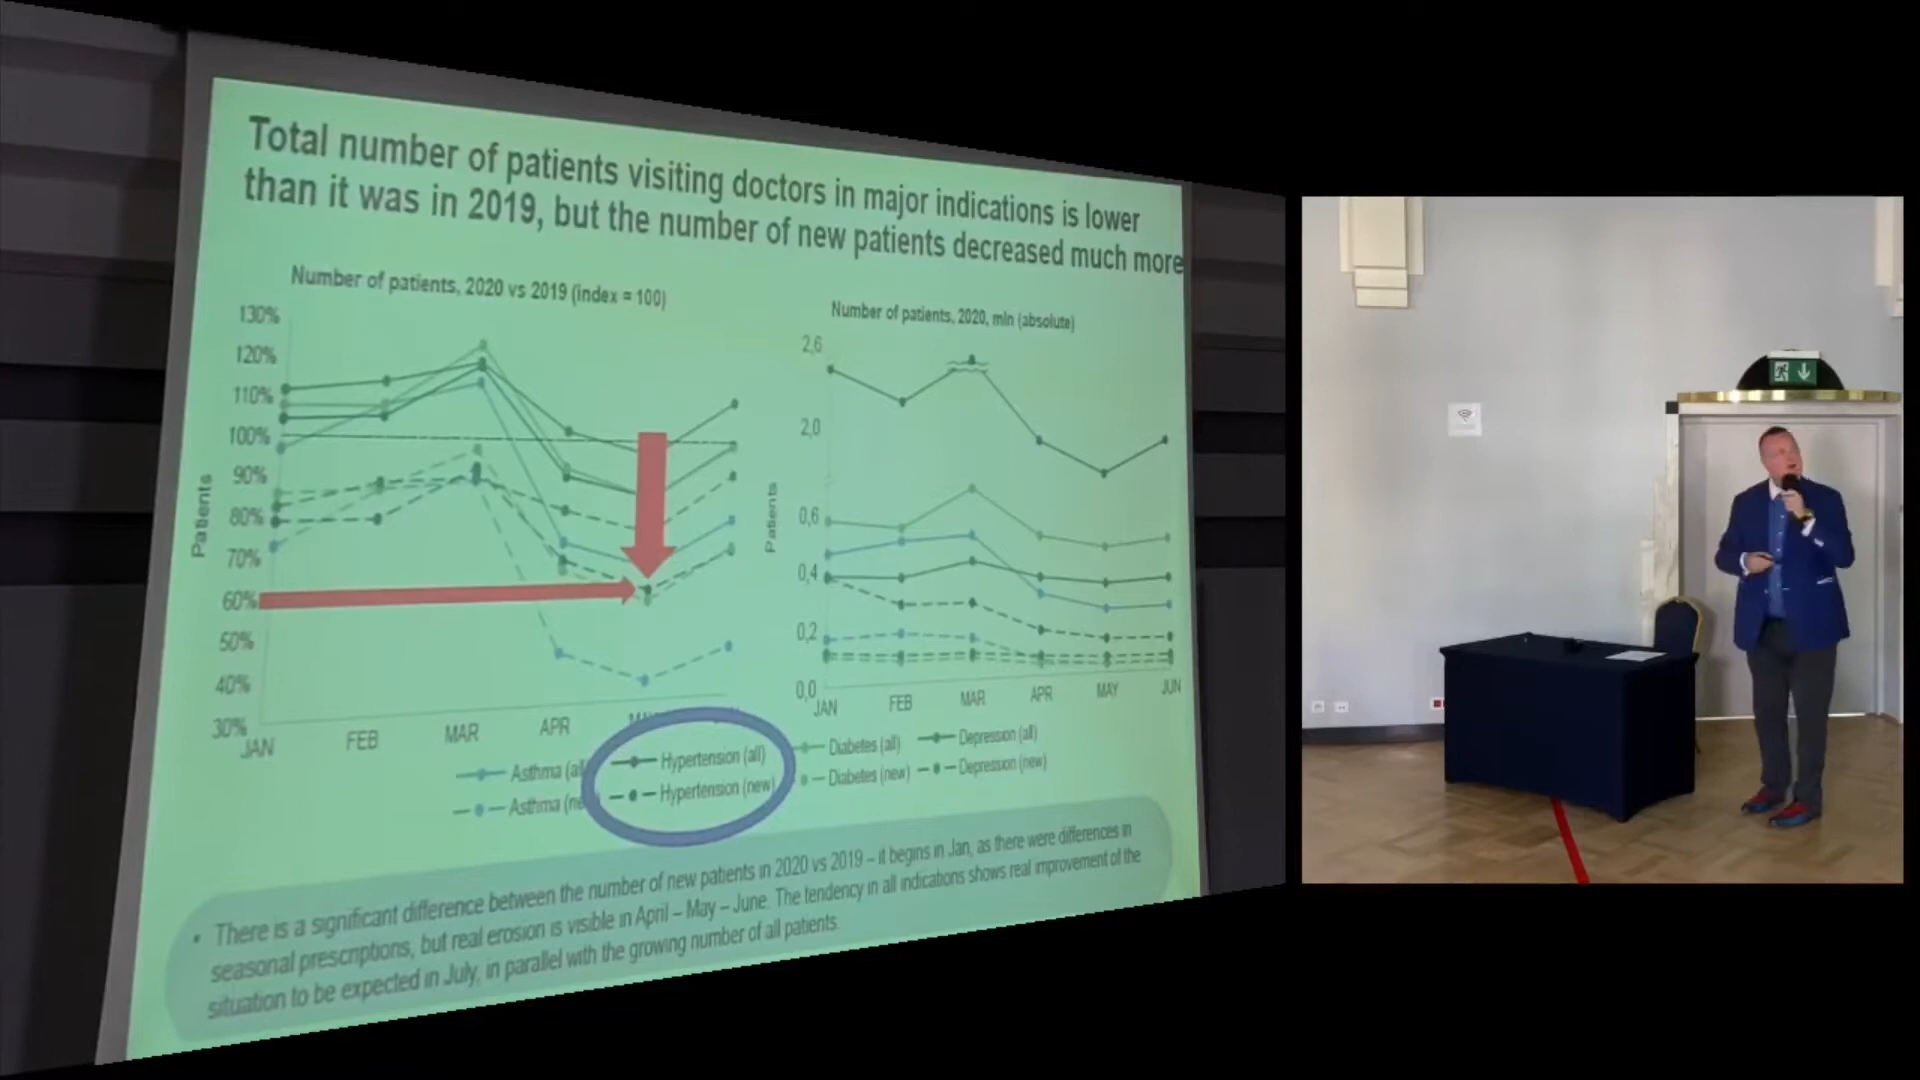 Total number of patients visiting doctors in major indications is lower
than it was in 2019, but the number of new patients decreased much more
Number of patients, 2020 vs 2019 (index = 100)
130%
120%
110%
100%
90%
80%
70%
60%
50%
40%
30%
Patients
JAN
FEB
MAR
APR
Number of patients, 2020, mln (absolute)
2,6
2,0
0,6
0,4
0,2
0,0
Patients
JAN
FEB
MAR
APR
MAY
JUN
Asthma (al
Hypertension (all)
Diabetes (all)
Depression (all)
Asthma (ne
Hypertension (new)
Diabetes (new)
Depression (new)
• There is a significant difference between the number of new patients in 2020 vs 2019 – it begins in Jan, as there were differences in
seasonal prescriptions, but real erosion is visible in April – May – June. The tendency in all indications shows real improvement of the
situation to be expected in July, in parallel with the growing number of all patients.